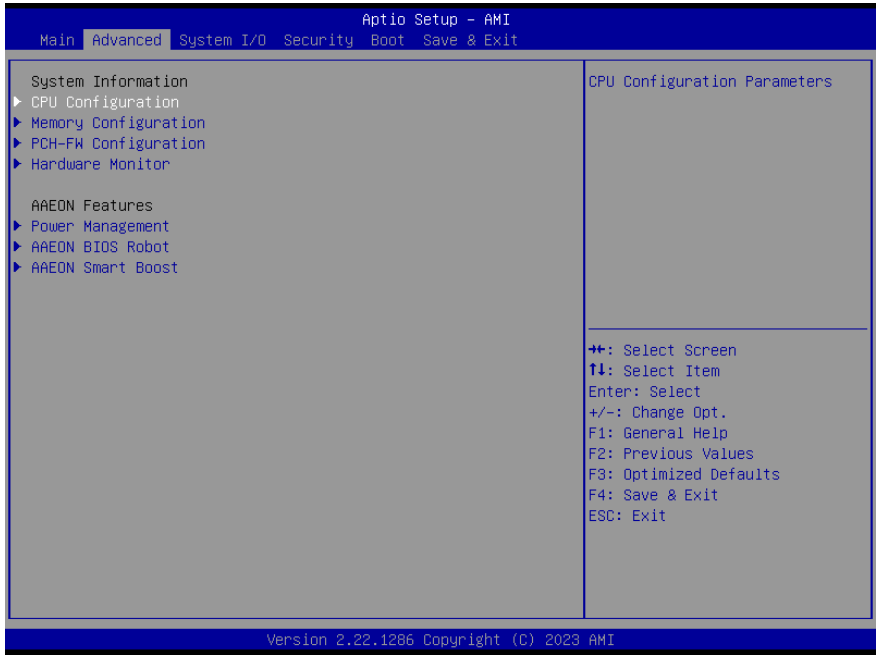 Aptio Setup – AMI
Main Advanced System I/O Security Boot Save & Exit
System Information
CPU Configuration
Memory Configuration
PCH-FW Configuration
Hardware Monitor
AAEON Features
Power Management
AAEON BIOS Robot
AAEON Smart Boost
CPU Configuration Parameters
→←: Select Screen
↑↓: Select Item
Enter: Select
+/-: Change Opt.
F1: General Help
F2: Previous Values
F3: Optimized Defaults
F4: Save & Exit
ESC: Exit
Version 2.22.1286 Copyright (C) 2023 AMI